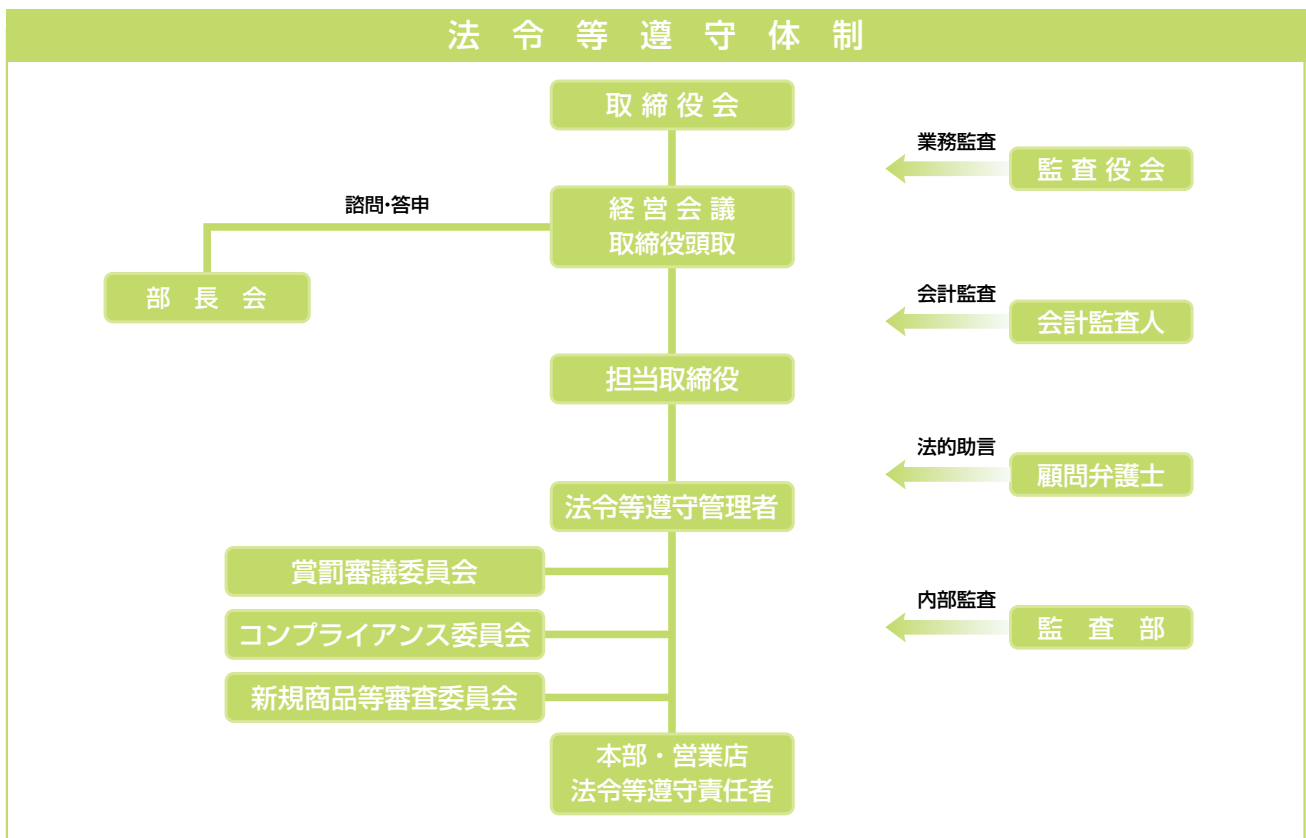 法令等遵守体制
取締役会
業務監査
監査役会
諮問・答申
経営会議
取締役頭取
部長会
会計監査
会計監査人
担当取締役
法的助言
顧問弁護士
法令等遵守管理者
賞罰審議委員会
内部監査
監査部
コンプライアンス委員会
新規商品等審査委員会
本部・営業店
法令等遵守責任者